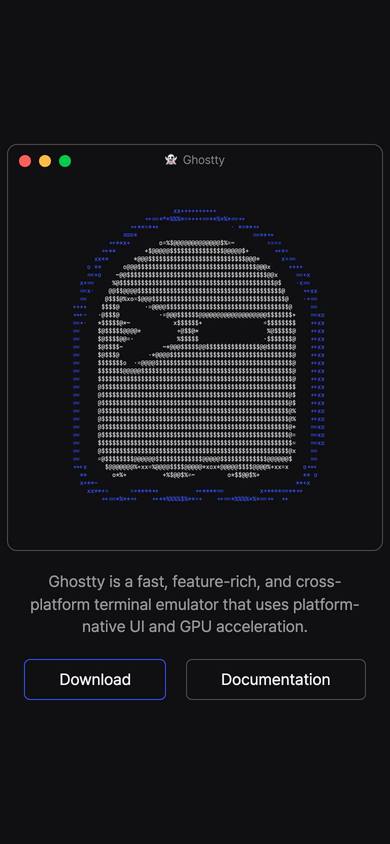 👻 Ghostty
Ghostty is a fast, feature-rich, and cross-
platform terminal emulator that uses platform-
native UI and GPU acceleration.
Download
Documentation